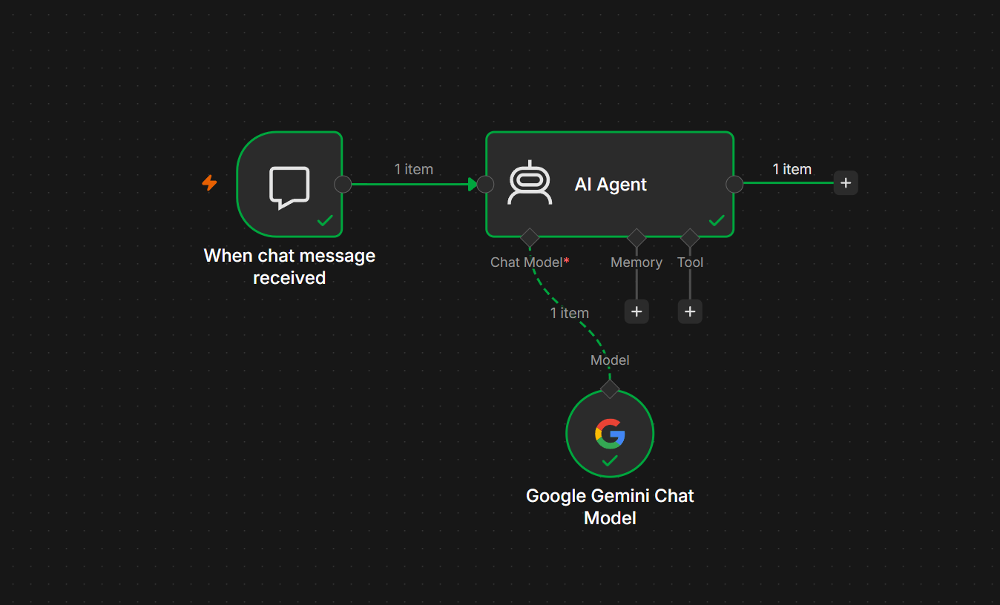 1 item
1 item
AI Agent
When chat message
received
Chat Model*
Memory
Tool
1 item
Model
Google Gemini Chat
Model